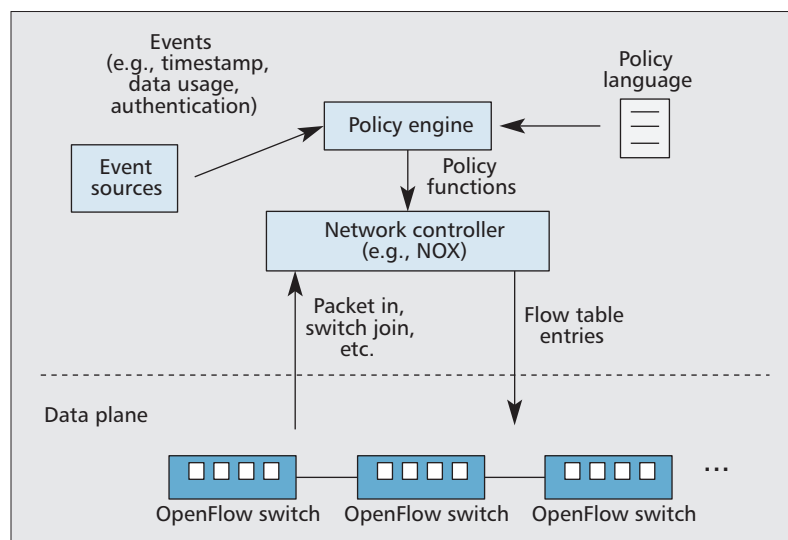 Events
(e.g., timestamp,
data usage,
authentication)
Policy
language
Policy engine
Event
sources
Policy
functions
Network controller
(e.g., NOX)
Packet in,
switch join,
etc.
Flow table
entries
Data plane
...
OpenFlow switch
OpenFlow switch
OpenFlow switch